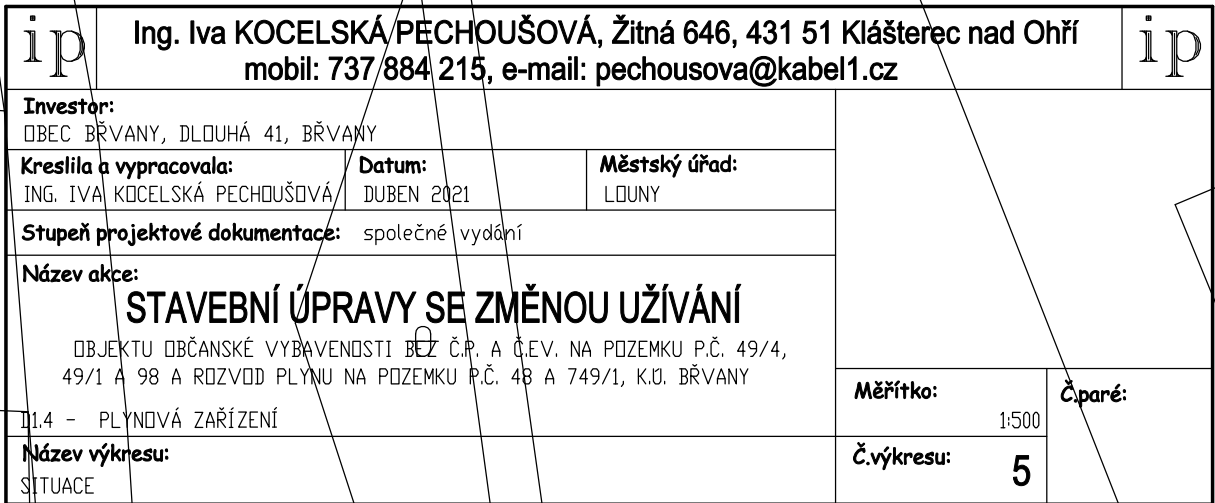 ip
Ing. Iva KOCELSKÁ PECHOUŠOVÁ, Žitná 646, 431 51 Klášterec nad Ohří
mobil: 737 884 215, e-mail: pechousova@kabel1.cz
ip
Investor:
OBEC BŘVANY, DLOUHÁ 41, BŘVANY
Kreslila a vypracovala:
ING. IVA KOCELSKÁ PECHOUŠOVÁ
Datum:
DUBEN 2021
Městský úřad:
LOUNY
Stupeň projektové dokumentace: společné vydání
Název akce:
STAVEBNÍ ÚPRAVY SE ZMĚNOU UŽÍVÁNÍ
OBJEKTU OBČANSKÉ VYBAVENOSTI BEZ Č.P. A Č.EV. NA POZEMKU P.Č. 49/4,
49/1 A 98 A ROZVOD PLYNU NA POZEMKU P.Č. 48 A 749/1, K.Ú. BŘVANY
D1.4 - PLYNOVÁ ZAŘÍZENÍ
Měřítko:
1:500
Č.paré:
Název výkresu:
SITUACE
Č.výkresu:
5